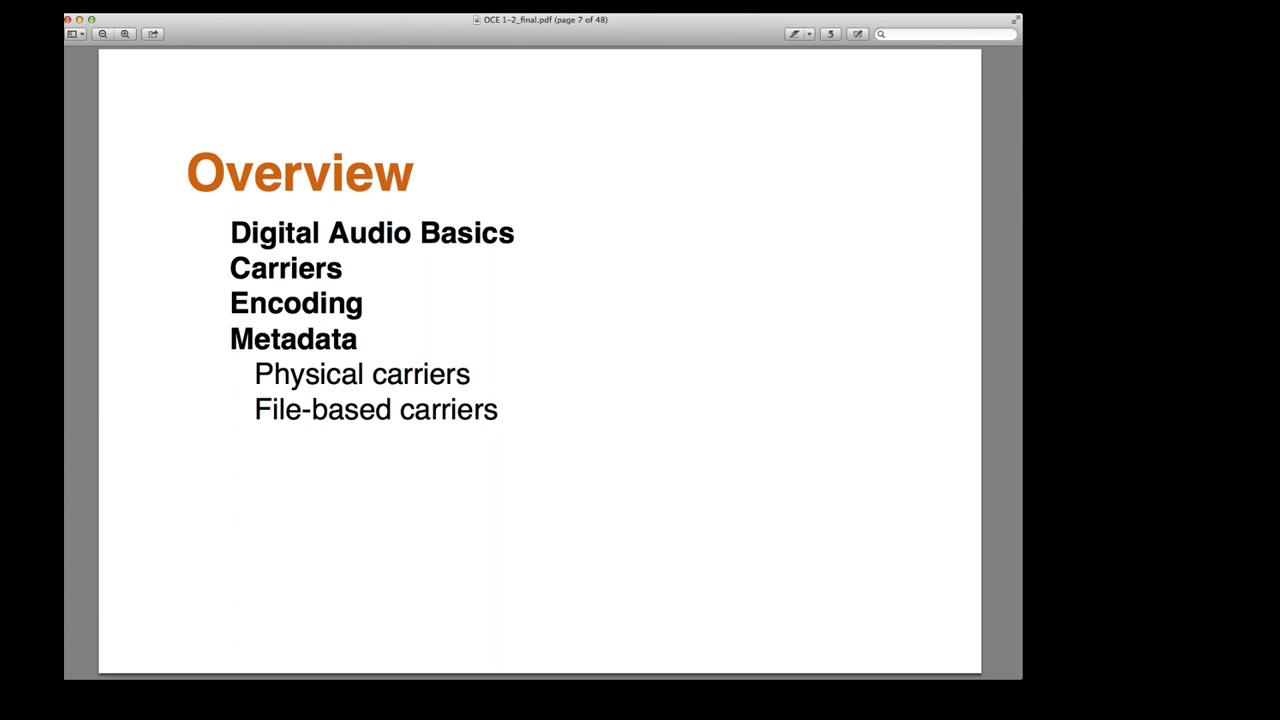 OCE 1-2_final.pdf (page 7 of 48)
Overview
Digital Audio Basics
Carriers
Encoding
Metadata
Physical carriers
File-based carriers